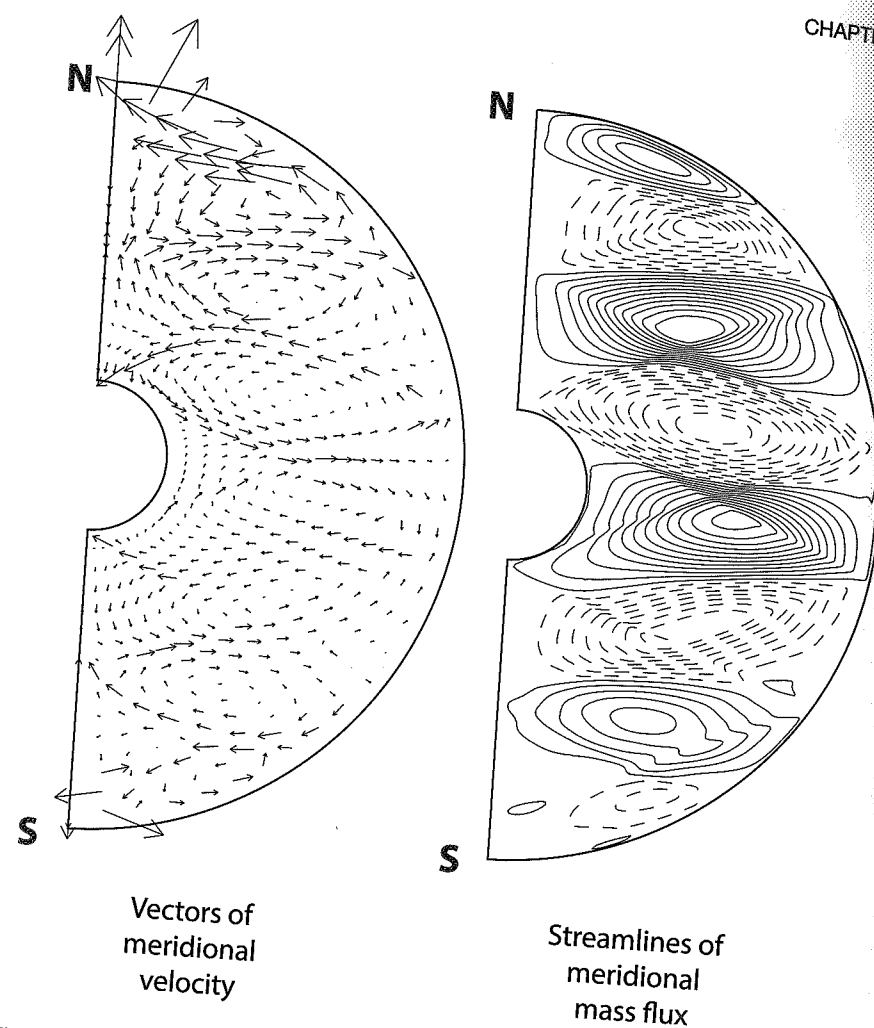 CHAPT
N
N
S
S
Vectors of
meridional
velocity
Streamlines of
meridional
mass flux